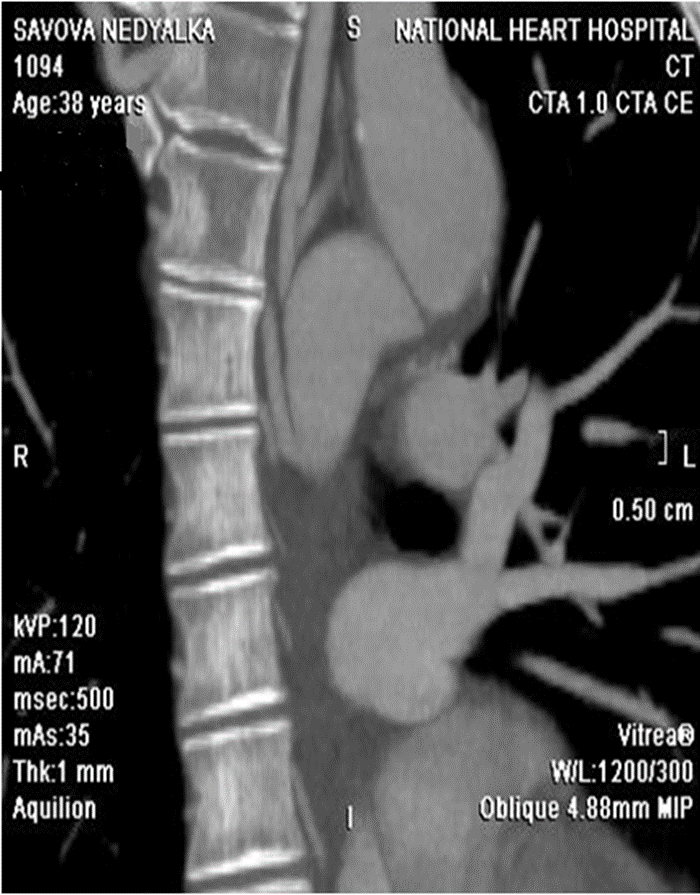 SAVOVA NEDYALKA
1094
Age:38 years
S
NATIONAL HEART HOSPITAL
CT
CTA 1.0 CTA CE
R
L
0.50 cm
kVP:120
mA:71
msec:500
mAs:35
Thk:1 mm
Aquilion
I
Vitrea®
W/L:1200/300
Oblique 4.88mm MIP